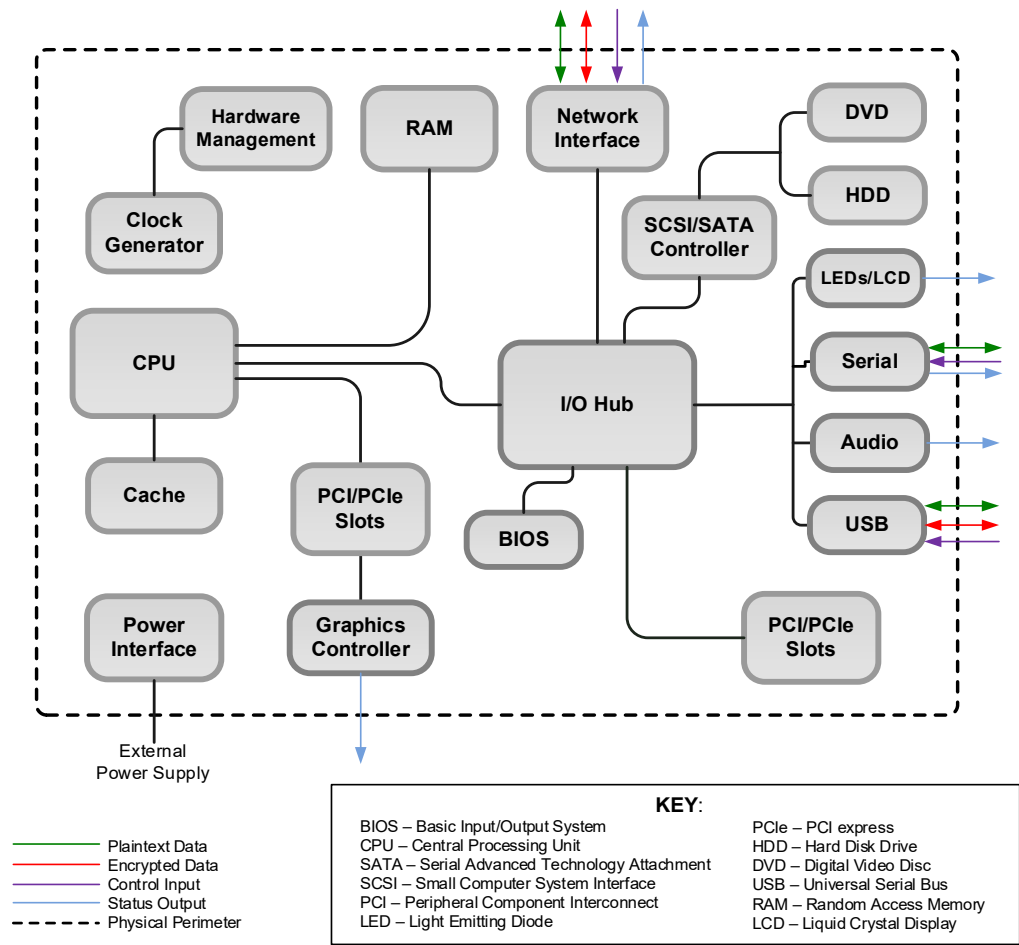 Hardware
Management
RAM
Network
Interface
DVD
HDD
Clock
Generator
SCSI/SATA
Controller
LEDs/LCD
CPU
I/O Hub
Serial
Audio
Cache
PCI/PCIe
Slots
BIOS
USB
Power
Interface
Graphics
Controller
PCI/PCIe
Slots
External
Power Supply
Plaintext Data
Encrypted Data
Control Input
Status Output
Physical Perimeter
KEY:
BIOS – Basic Input/Output System
CPU – Central Processing Unit
SATA – Serial Advanced Technology Attachment
SCSI – Small Computer System Interface
PCI – Peripheral Component Interconnect
LED – Light Emitting Diode
PCIe – PCI express
HDD – Hard Disk Drive
DVD – Digital Video Disc
USB – Universal Serial Bus
RAM – Random Access Memory
LCD – Liquid Crystal Display